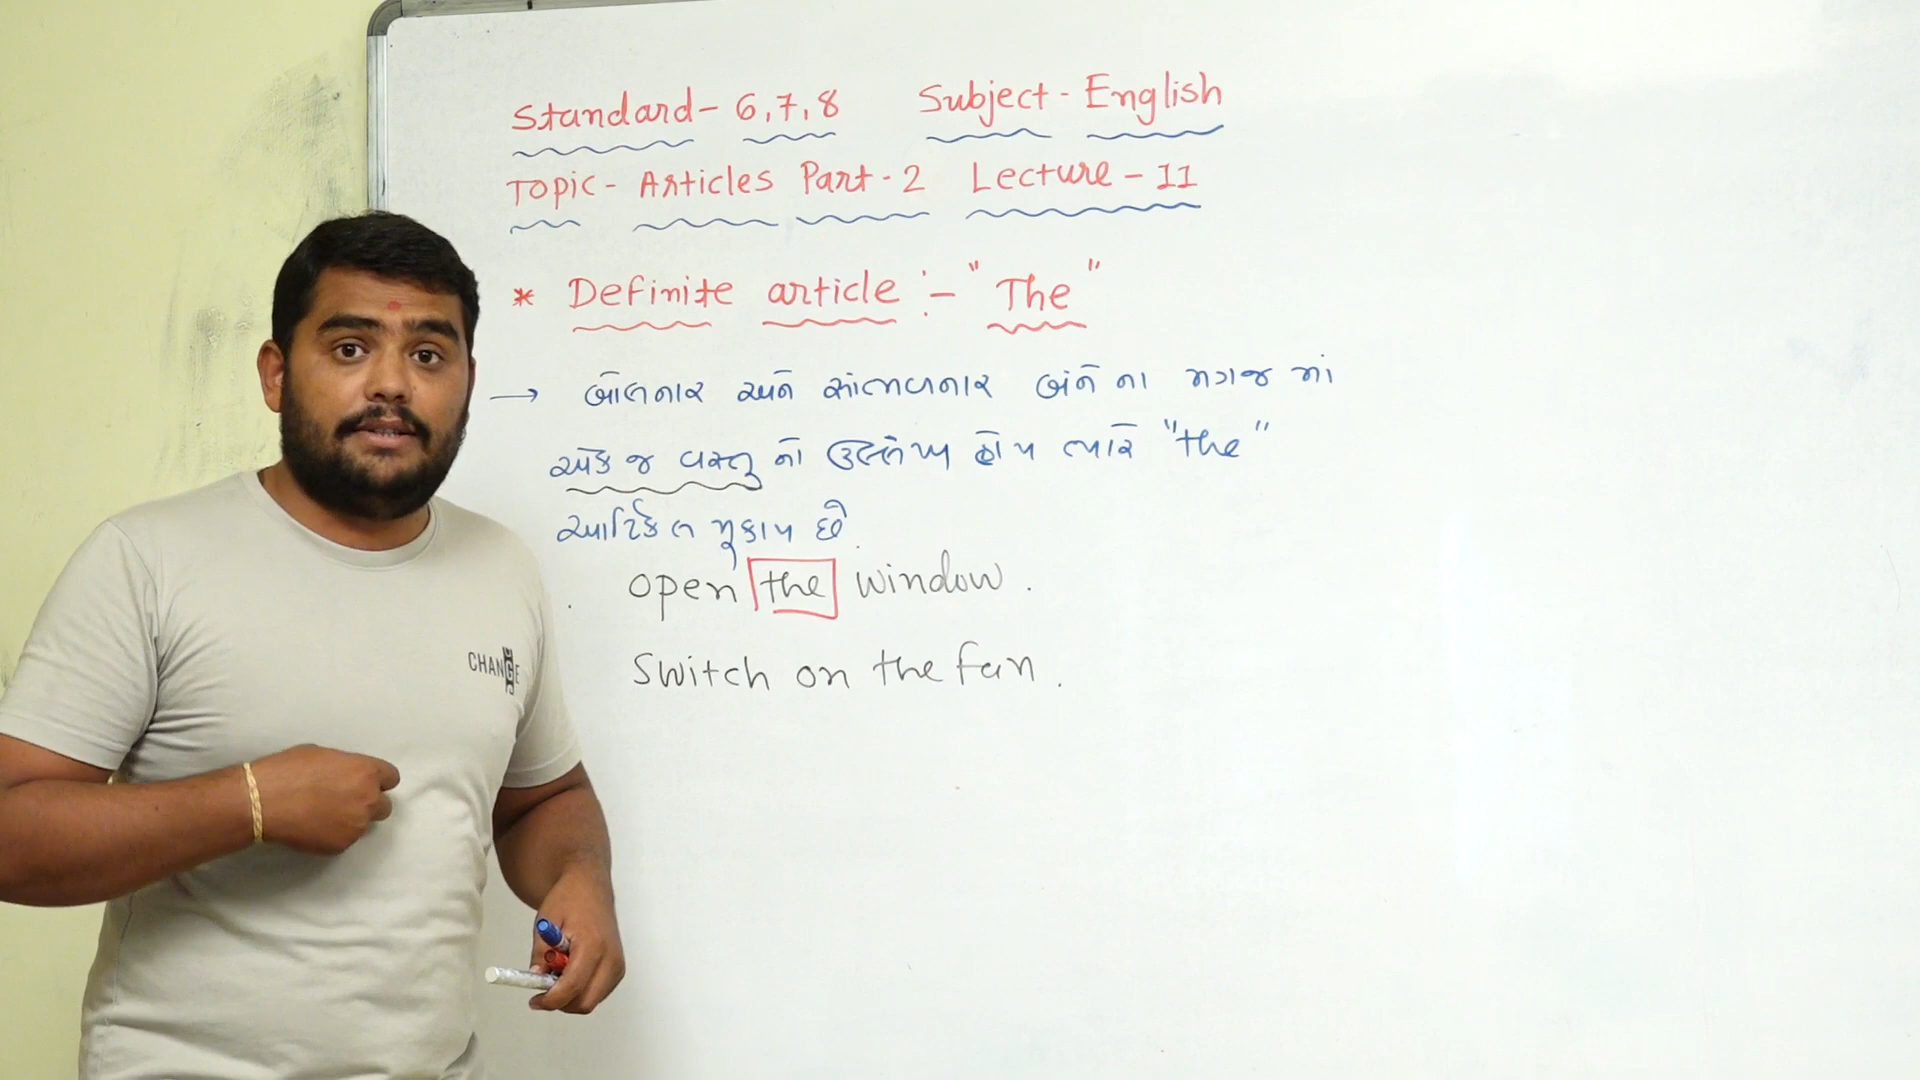 Standard - 6,7,8 Subject - English
Topic - Articles Part - 2 Lecture - 11
* Definite article :- "The"
→ બોલનાર અને સાંભળનાર બંને ના મગજ માં
એક જ વસ્તુ નો ઉલ્લેખ હોય ત્યારે "the"
આર્ટિકલ મૂકાય છે.
open the window.
Switch on the fan.
CHANGE